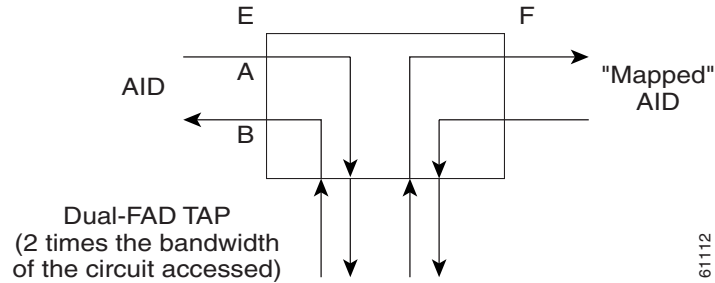 E
F
A
AID
"Mapped"
AID
B
Dual-FAD TAP
(2 times the bandwidth
of the circuit accessed)
61112